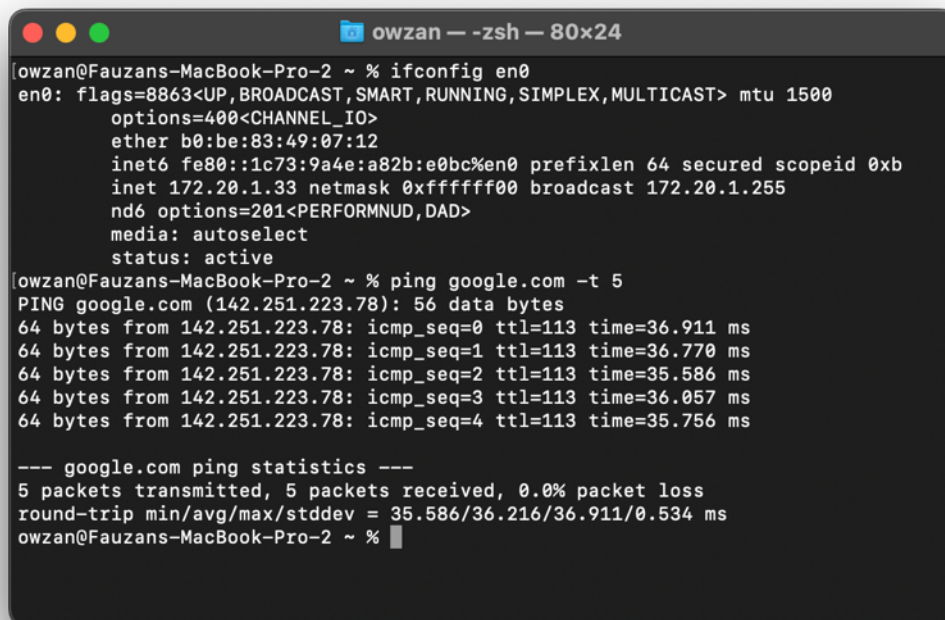 owzan — -zsh — 80×24
[owzan@Fauzans-MacBook-Pro-2 ~ % ifconfig en0
en0: flags=8863<UP,BROADCAST,SMART,RUNNING,SIMPLEX,MULTICAST> mtu 1500
options=400<CHANNEL_IO>
ether b0:be:83:49:07:12
inet6 fe80::1c73:9a4e:a82b:e0bc%en0 prefixlen 64 secured scopeid 0xb
inet 172.20.1.33 netmask 0xffffff00 broadcast 172.20.1.255
nd6 options=201<PERFORMNUD,DAD>
media: autoselect
status: active
[owzan@Fauzans-MacBook-Pro-2 ~ % ping google.com -t 5
PING google.com (142.251.223.78): 56 data bytes
64 bytes from 142.251.223.78: icmp_seq=0 ttl=113 time=36.911 ms
64 bytes from 142.251.223.78: icmp_seq=1 ttl=113 time=36.770 ms
64 bytes from 142.251.223.78: icmp_seq=2 ttl=113 time=35.586 ms
64 bytes from 142.251.223.78: icmp_seq=3 ttl=113 time=36.057 ms
64 bytes from 142.251.223.78: icmp_seq=4 ttl=113 time=35.756 ms
--- google.com ping statistics ---
5 packets transmitted, 5 packets received, 0.0% packet loss
round-trip min/avg/max/stddev = 35.586/36.216/36.911/0.534 ms
owzan@Fauzans-MacBook-Pro-2 ~ %